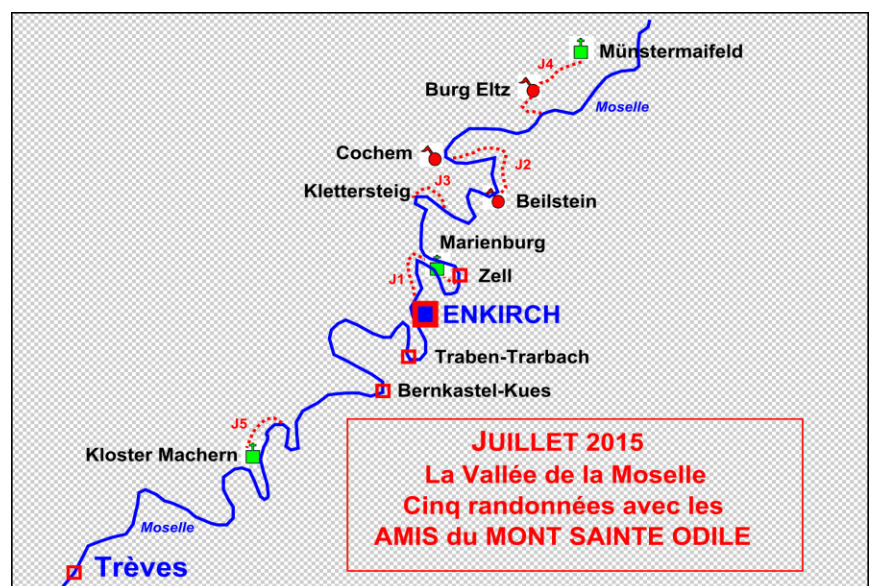 Münstermaifeld
J4
Burg Eltz
Moselle
Cochem
J2
J3
Klettersteig
Beilstein
Marienburg
J1
Zell
ENKIRCH
Traben-Trarbach
Bernkastel-Kues
J5
Kloster Machern
JUILLET 2015
La Vallée de la Moselle
Cinq randonnées avec les
AMIS du MONT SAINTE ODILE
Moselle
Trèves